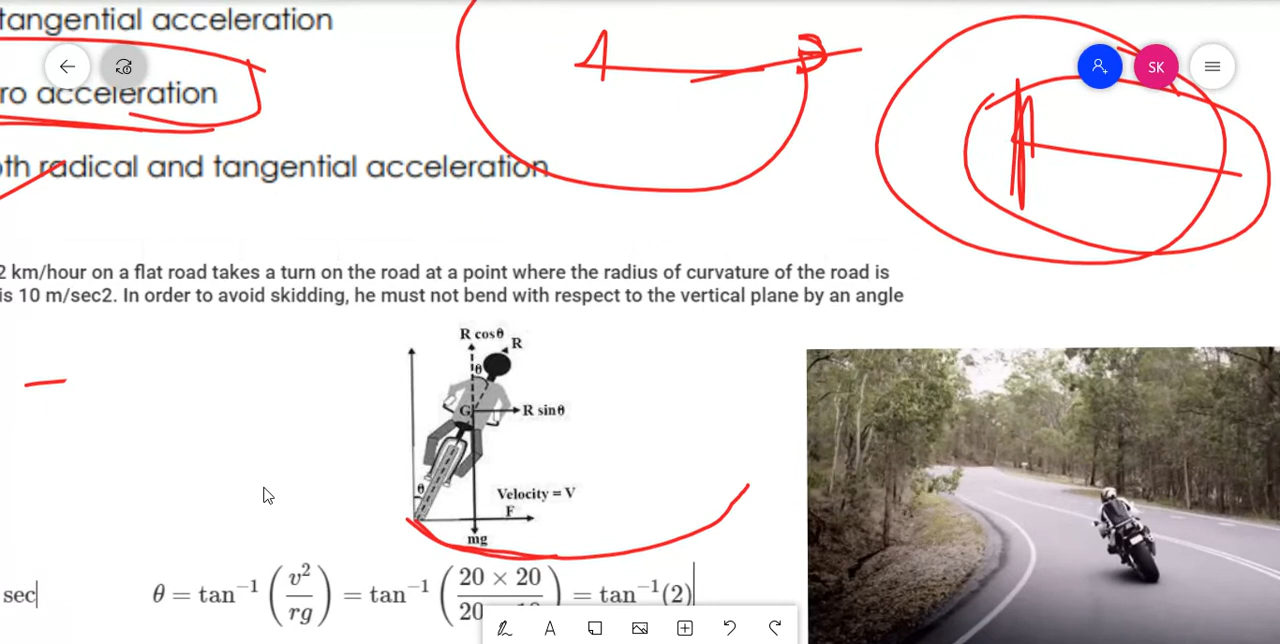 tangential acceleration
A
B
SK
ro acceleration
A
th radical and tangential acceleration
2 km/hour on a flat road takes a turn on the road at a point where the radius of curvature of the road is
is 10 m/sec2. In order to avoid skidding, he must not bend with respect to the vertical plane by an angle
R cosθ
R
θ
G
R sinθ
θ
Velocity = V
F
mg
sec
θ = tan⁻¹ (v²/rg) = tan⁻¹ (20 × 20/20) = tan⁻¹(2)
A